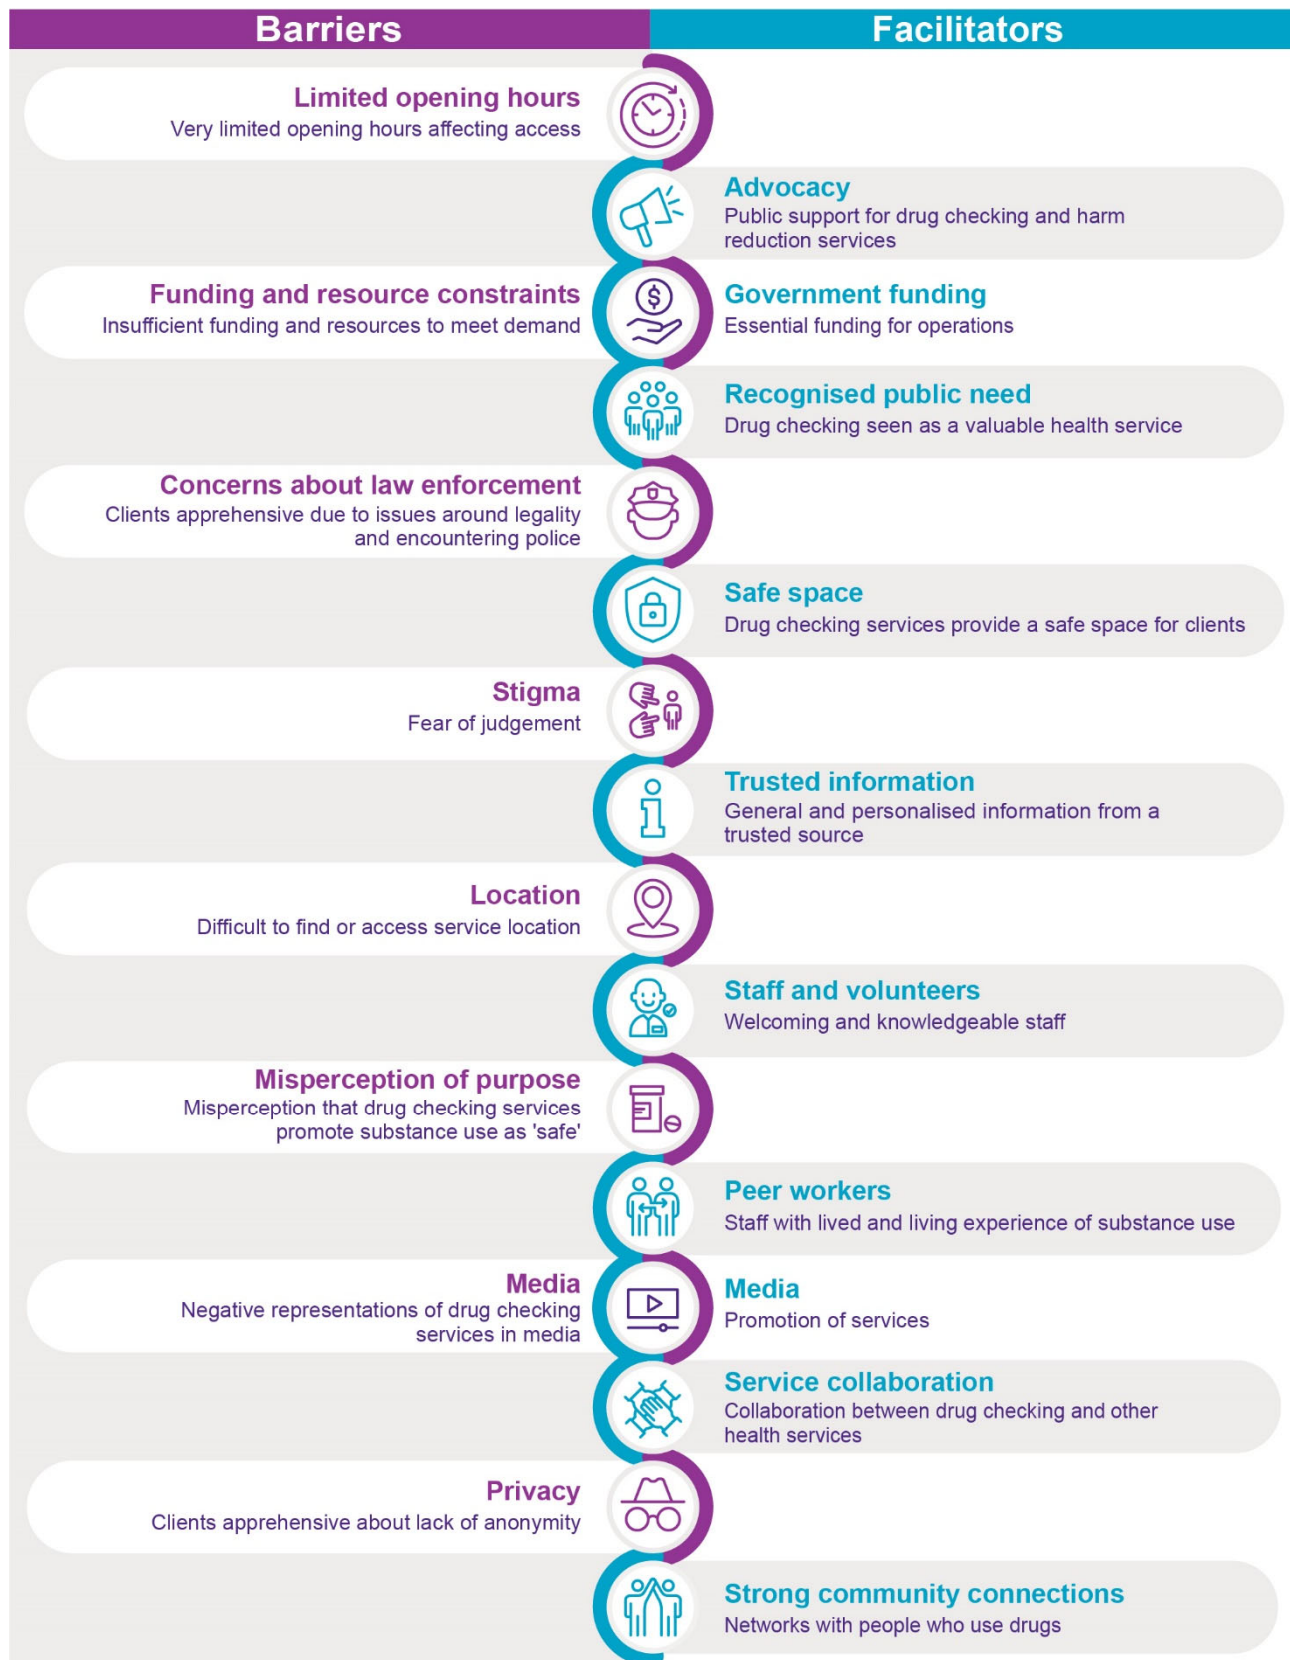 Barriers
Facilitators
Limited opening hours
Very limited opening hours affecting access
Advocacy
Public support for drug checking and harm
reduction services
Funding and resource constraints
Insufficient funding and resources to meet demand
$
Government funding
Essential funding for operations
Recognised public need
Drug checking seen as a valuable health service
Concerns about law enforcement
Clients apprehensive due to issues around legality
and encountering police
Safe space
Drug checking services provide a safe space for clients
Stigma
Fear of judgement
Trusted information
General and personalised information from a
trusted source
Location
Difficult to find or access service location
Staff and volunteers
Welcoming and knowledgeable staff
Misperception of purpose
Misperception that drug checking services
promote substance use as 'safe'
Peer workers
Staff with lived and living experience of substance use
Media
Negative representations of drug checking
services in media
Media
Promotion of services
Service collaboration
Collaboration between drug checking and other
health services
Privacy
Clients apprehensive about lack of anonymity
Strong community connections
Networks with people who use drugs